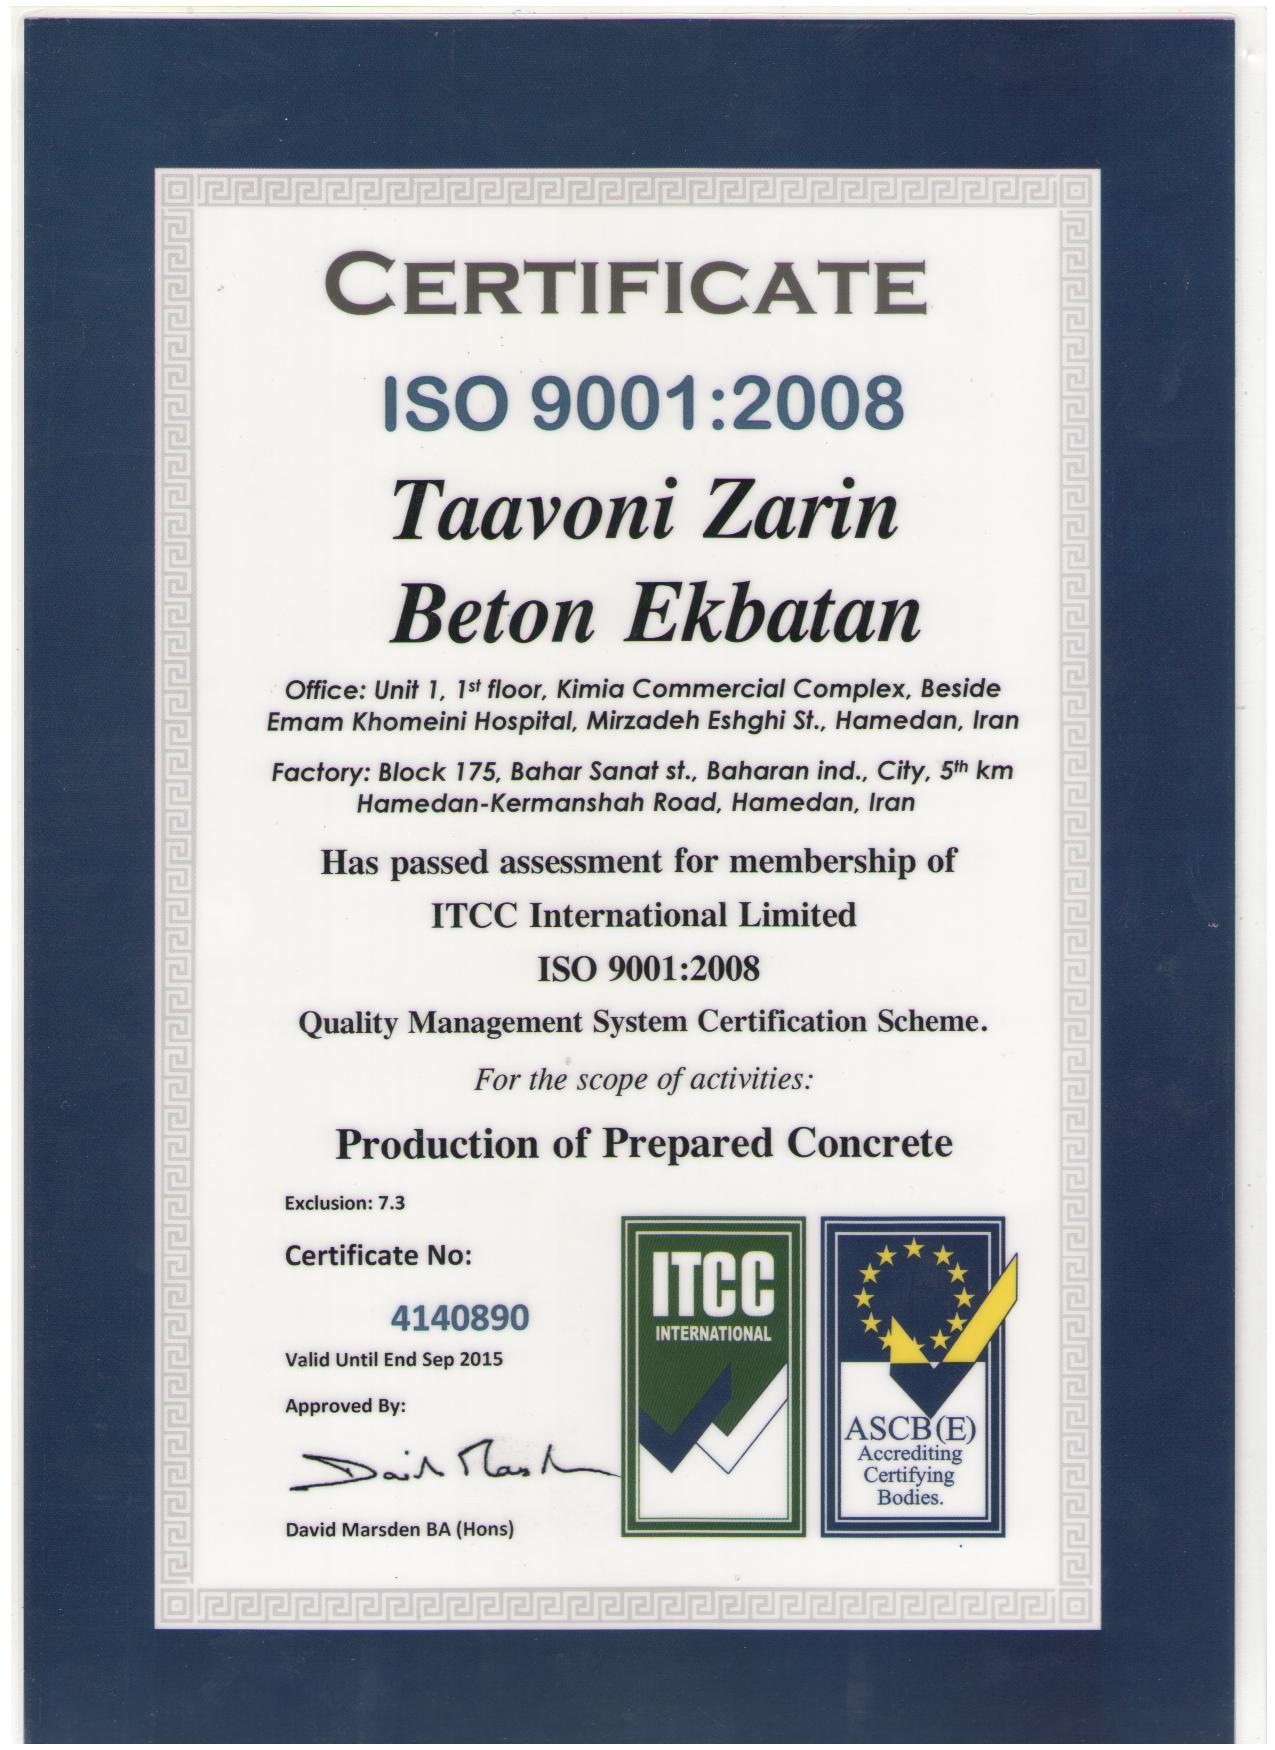 CERTIFICATE
ISO 9001:2008
Taavoni Zarin
Beton Ekbatan
Office: Unit 1, 1st floor, Kimia Commercial Complex, Beside
Emam Khomeini Hospital, Mirzadeh Eshghi St., Hamedan, Iran
Factory: Block 175, Bahar Sanat st., Baharan ind., City, 5th km
Hamedan-Kermanshah Road, Hamedan, Iran
Has passed assessment for membership of
ITCC International Limited
ISO 9001:2008
Quality Management System Certification Scheme.
For the scope of activities:
Production of Prepared Concrete
Exclusion: 7.3
Certificate No:
4140890
Valid Until End Sep 2015
Approved By:
David Marsden BA (Hons)
ITCC
INTERNATIONAL
ASCB(E)
Accrediting
Certifying
Bodies.